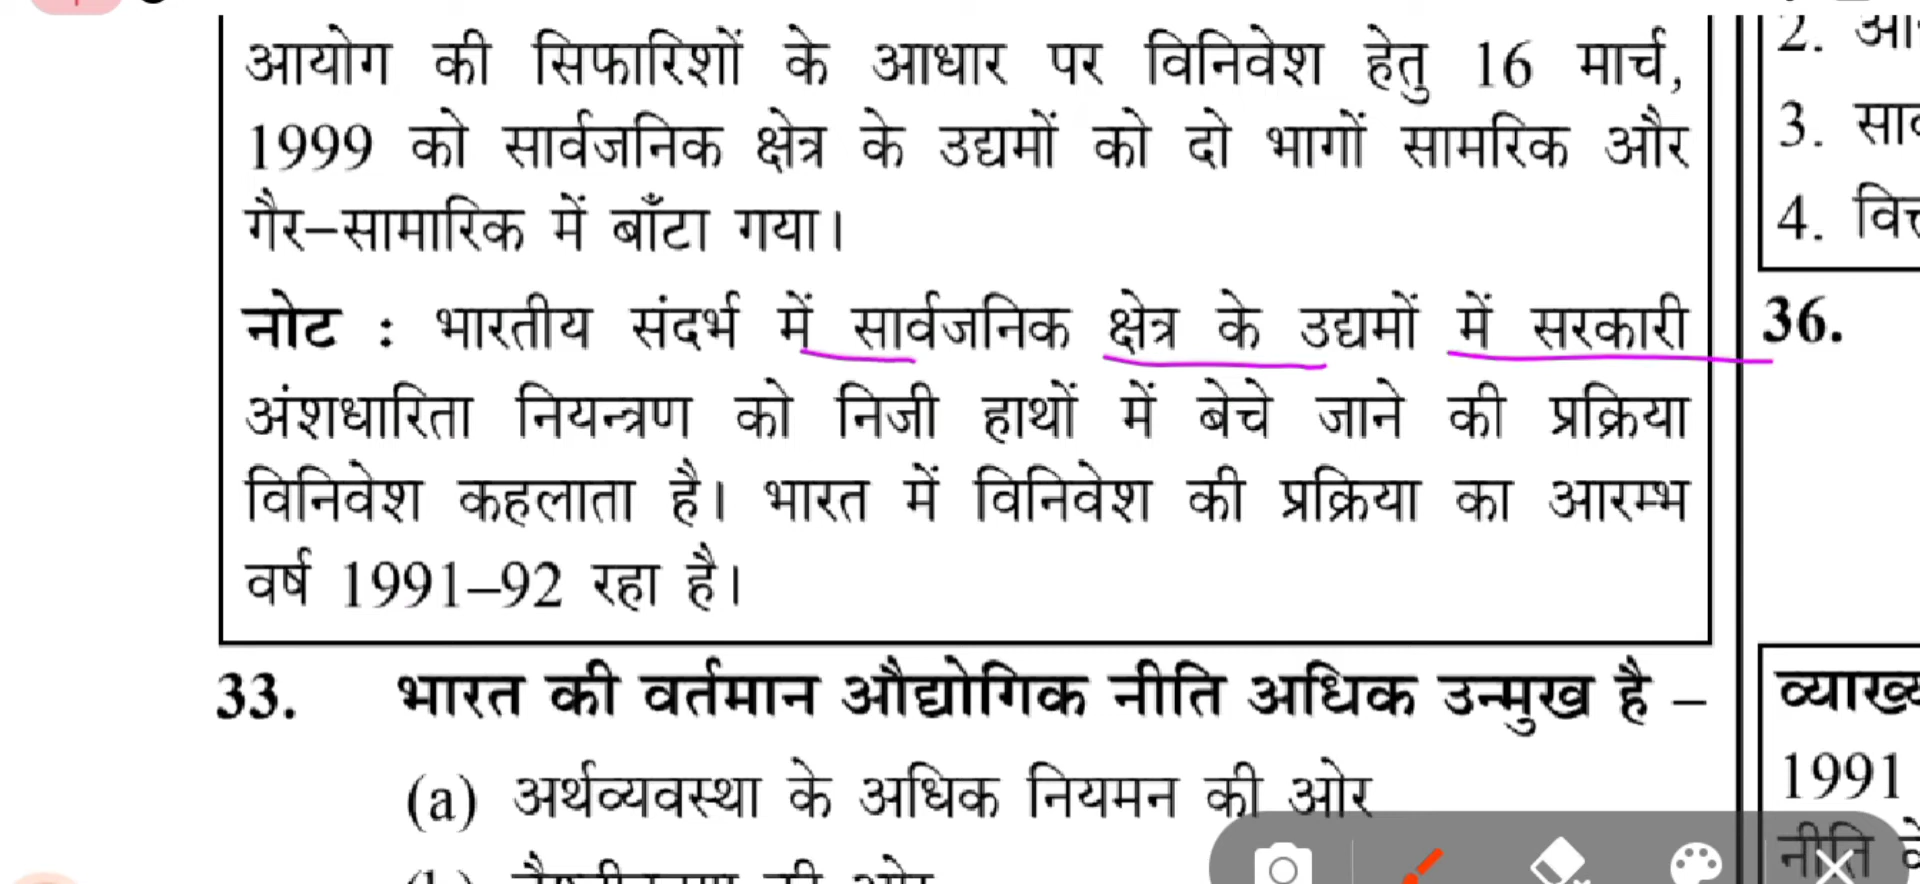 आयोग की सिफारिशों के आधार पर विनिवेश हेतु 16 मार्च,
1999 को सार्वजनिक क्षेत्र के उद्यमों को दो भागों सामरिक और
गैर–सामारिक में बाँटा गया।
नोट : भारतीय संदर्भ में सार्वजनिक क्षेत्र के उद्यमों में सरकारी
अंशधारिता नियन्त्रण को निजी हाथों में बेचे जाने की प्रक्रिया
विनिवेश कहलाता है। भारत में विनिवेश की प्रक्रिया का आरम्भ
वर्ष 1991–92 रहा है।
33. भारत की वर्तमान औद्योगिक नीति अधिक उन्मुख है –
(a) अर्थव्यवस्था के अधिक नियमन की ओर
2.
3.
4.
36.
1991
नीति